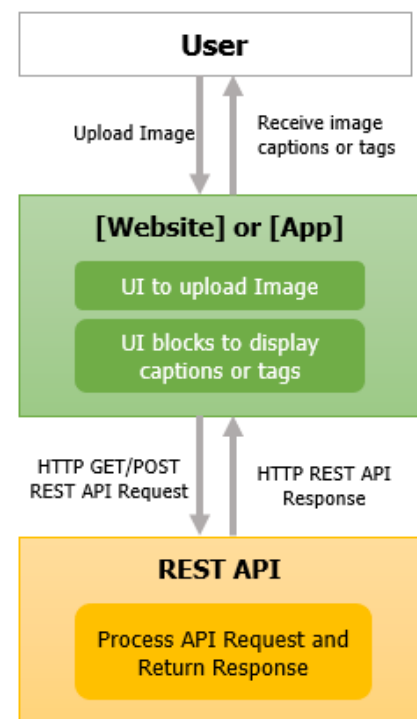 User
Upload Image
Receive image
captions or tags
[Website] or [App]
UI to upload Image
UI blocks to display
captions or tags
HTTP GET/POST
REST API Request
HTTP REST API
Response
REST API
Process API Request and
Return Response